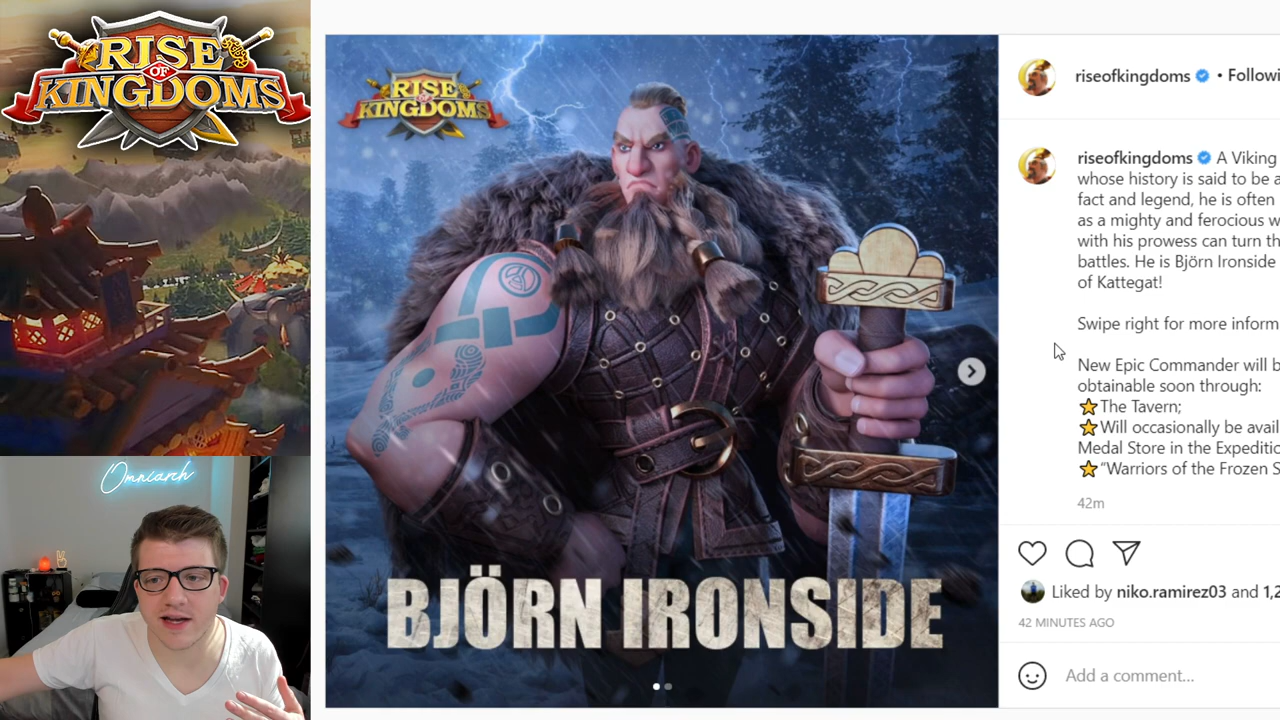 RISE
OF
KINGDOMS
Omniarch
RISE
OF
KINGDOMS
BJÖRN IRONSIDE
riseofkingdoms • Followi
riseofkingdoms A Viking
whose history is said to be a
fact and legend, he is often
as a mighty and ferocious w
with his prowess can turn th
battles. He is Björn Ironside
of Kattegat!
Swipe right for more inform
New Epic Commander will b
obtainable soon through:
⭐The Tavern;
⭐Will occasionally be avail
Medal Store in the Expeditio
⭐“Warriors of the Frozen S
42m
Liked by niko.ramirez03 and 1,2
42 MINUTES AGO
Add a comment...